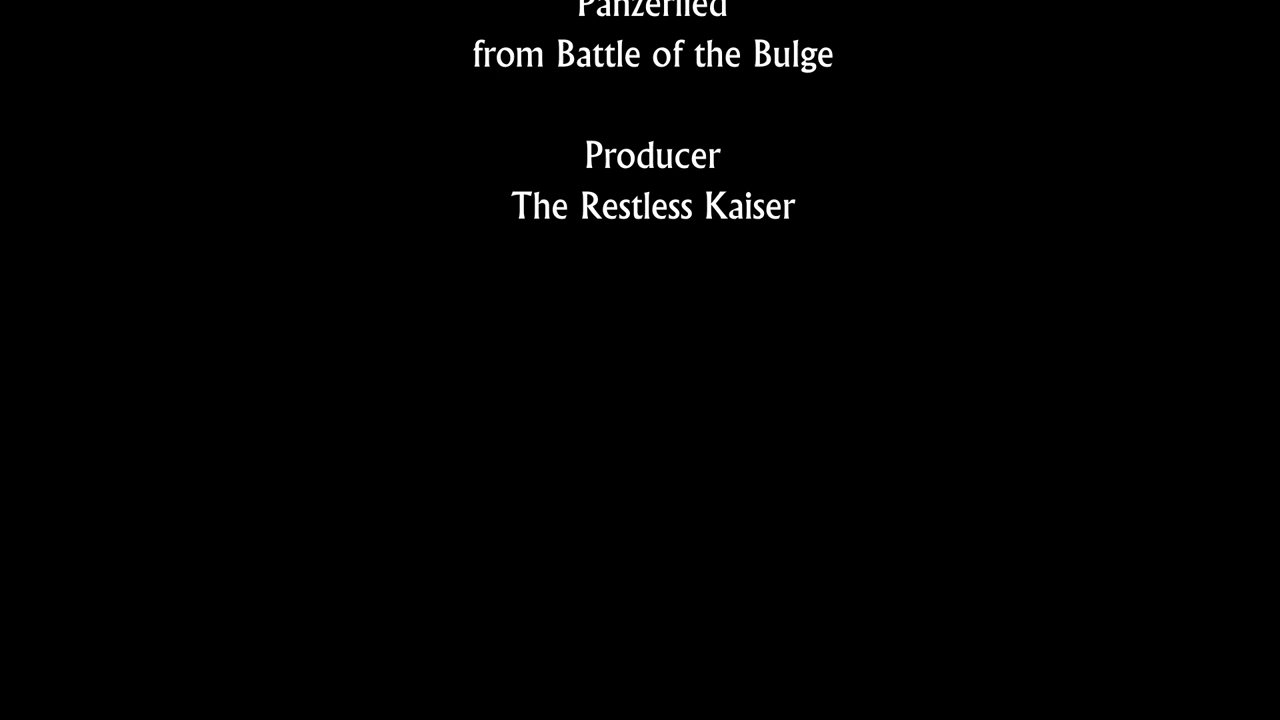 Panzerlied
from Battle of the Bulge
Producer
The Restless Kaiser